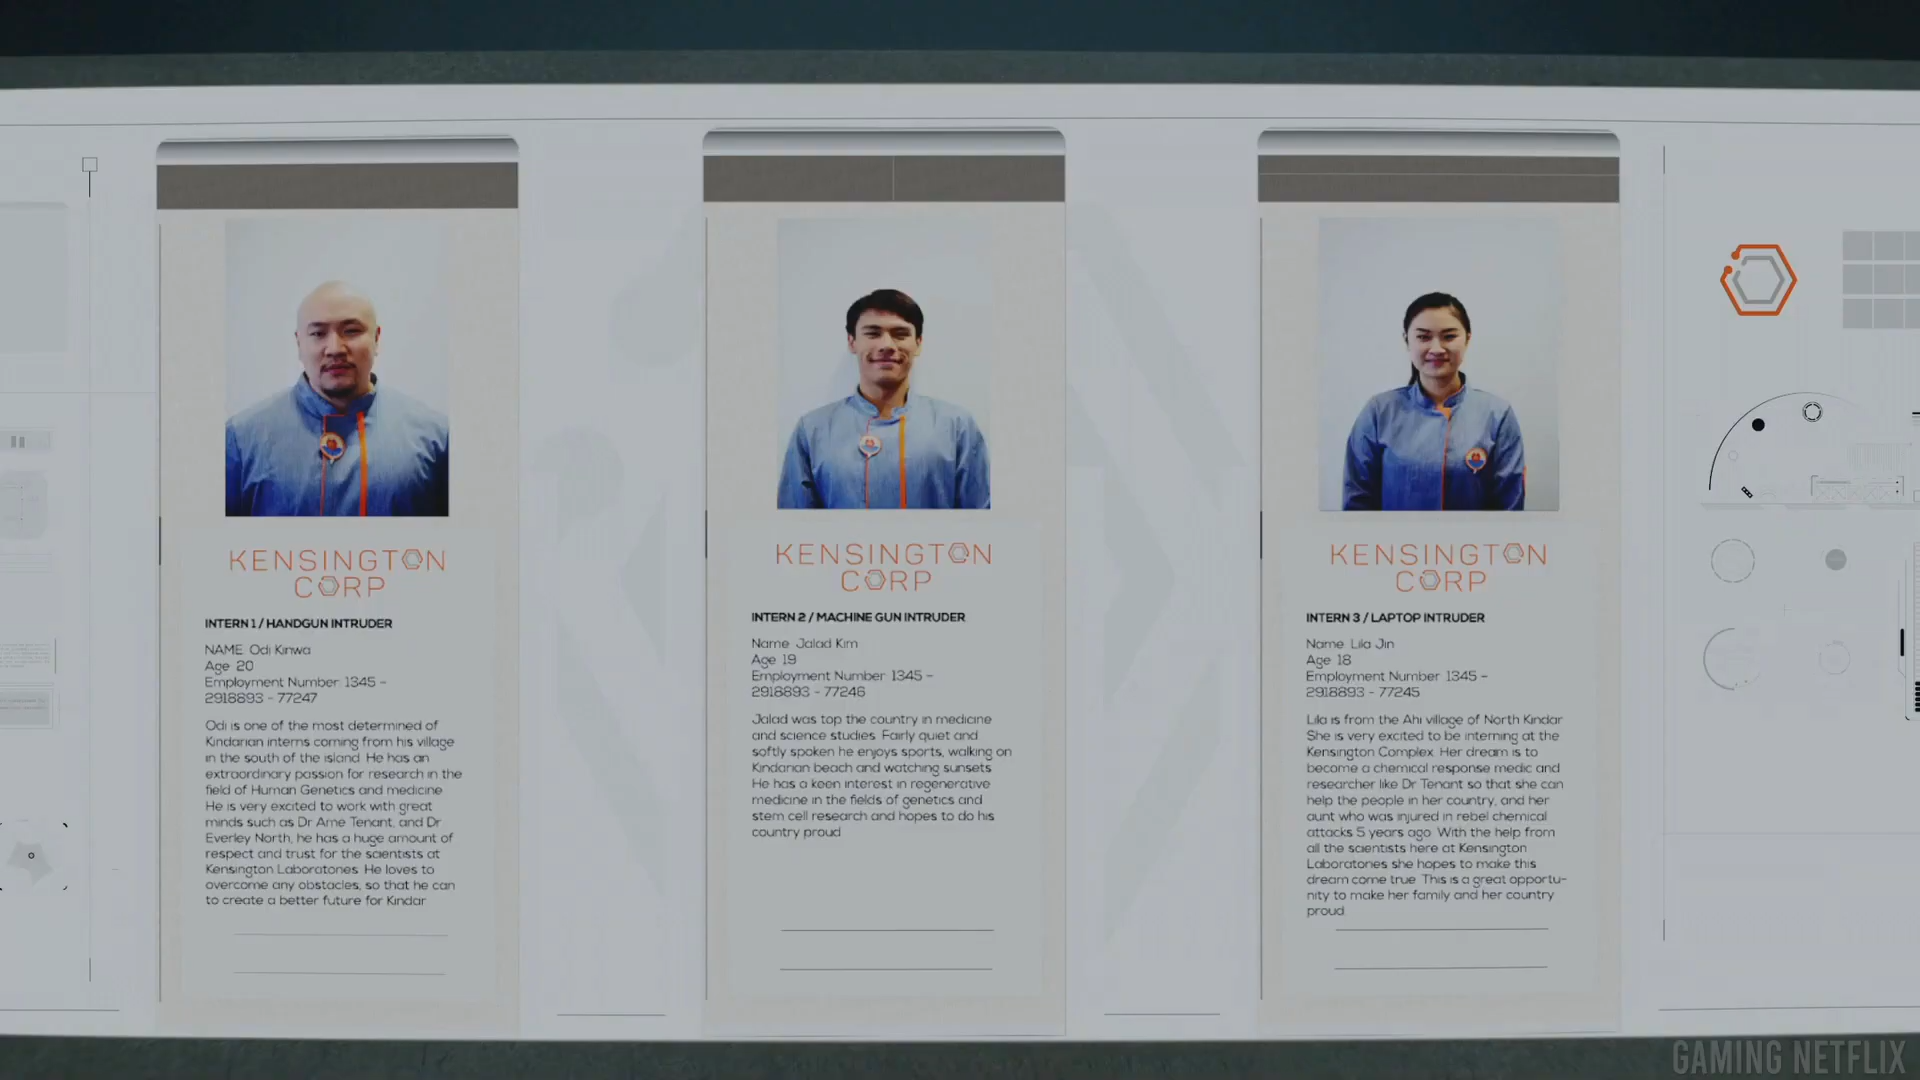 KENSINGTON
CORP
INTERN 1 / HANDGUN INTRUDER
NAME Odi Kinwa
Age 20
Employment Number 1345 –
2918893 - 77247
Odi is one of the most determined of
Kindarian interns coming from his village
in the south of the island. He has an
extraordinary passion for research in the
field of Human Genetics and medicine
He is very excited to work with great
minds such as Dr Ame Tenant, and Dr
Everley North, he has a huge amount of
respect and trust for the scientists at
Kensington Laboratories. He loves to
overcome any obstacles, so that he can
to create a better future for Kindar
KENSINGTON
CORP
INTERN 2 / MACHINE GUN INTRUDER
Name Jalad Kim
Age 19
Employment Number 1345 –
2918893 - 77246
Jalad was top the country in medicine
and science studies. Fairly quiet and
softly spoken he enjoys sports, walking on
Kindarian beach and watching sunsets
He has a keen interest in regenerative
medicine in the fields of genetics and
stem cell research and hopes to do his
country proud
KENSINGTON
CORP
INTERN 3 / LAPTOP INTRUDER
Name Lila Jin
Age 18
Employment Number 1345 –
2918893 - 77245
Lila is from the Ahi village of North Kindar
She is very excited to be interning at the
Kensington Complex. Her dream is to
become a chemical response medic and
researcher like Dr Tenant so that she can
help the people in her country, and her
aunt who was injured in rebel chemical
attacks 5 years ago. With the help from
all the scientists here at Kensington
Laboratories she hopes to make this
dream come true. This is a great opportu-
nity to make her family and her country
proud.
GAMING NETFLIX